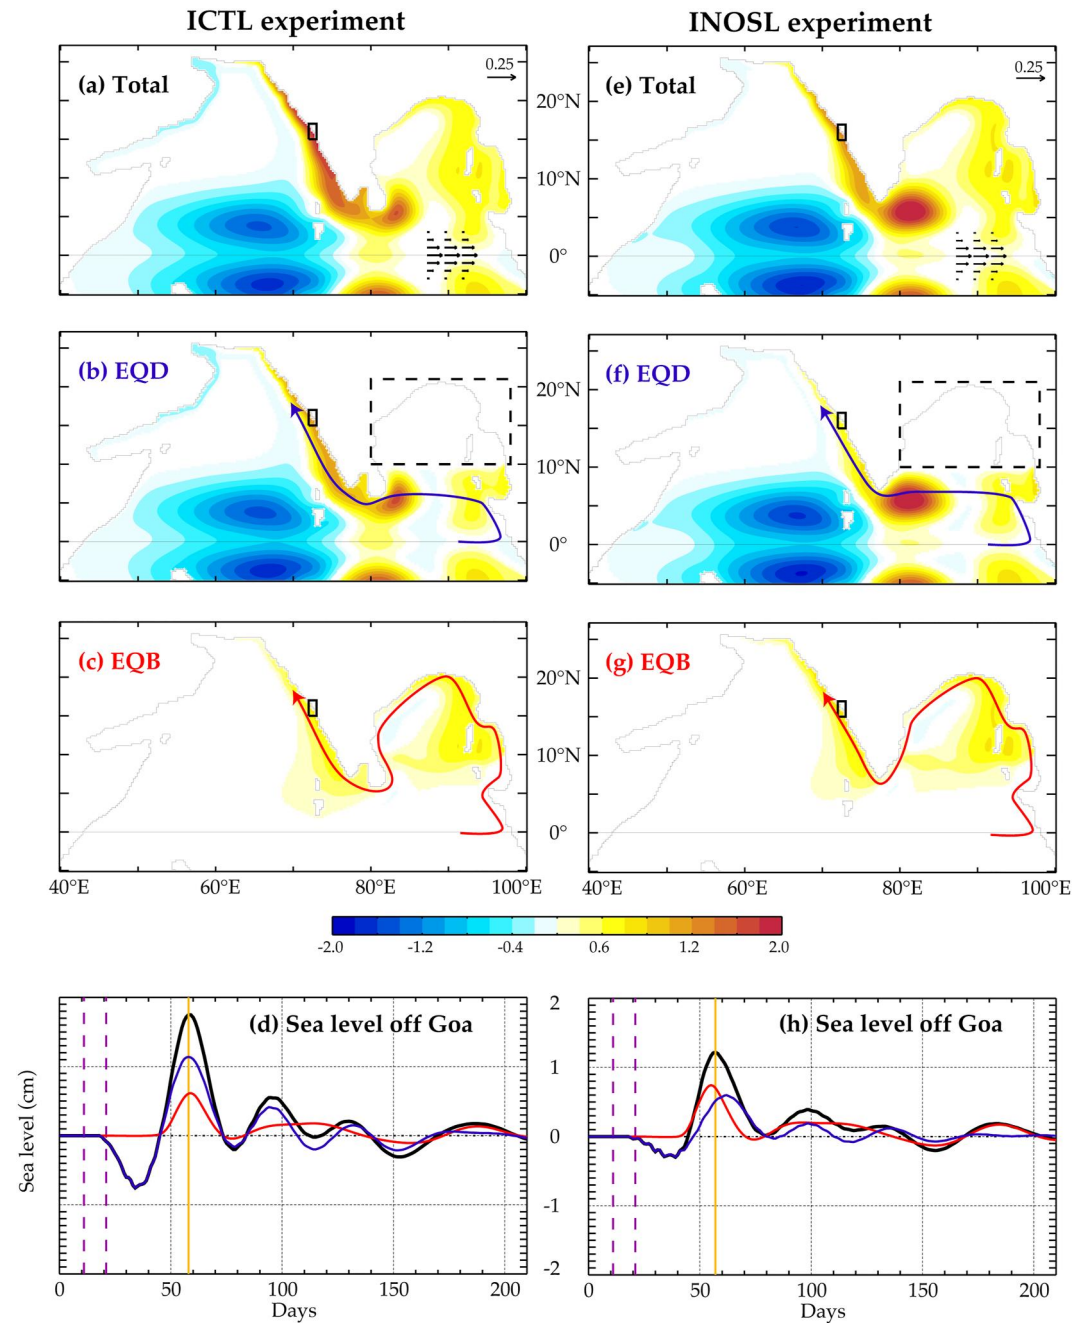 ICTL experiment
INOSL experiment
(a) Total
0.25
(e) Total
0.25
20°N
10°N
0°
(b) EQD
(f) EQD
20°N
10°N
0°
(c) EQB
(g) EQB
20°N
10°N
0°
40°E 60°E 80°E 100°E
40°E 60°E 80°E 100°E
-2.0 -1.2 -0.4 0.6 1.2 2.0
(d) Sea level off Goa
(h) Sea level off Goa
2
1
0
-1
-2
Sea level (cm)
0 50 100 150 200
0 50 100 150 200
Days
Days